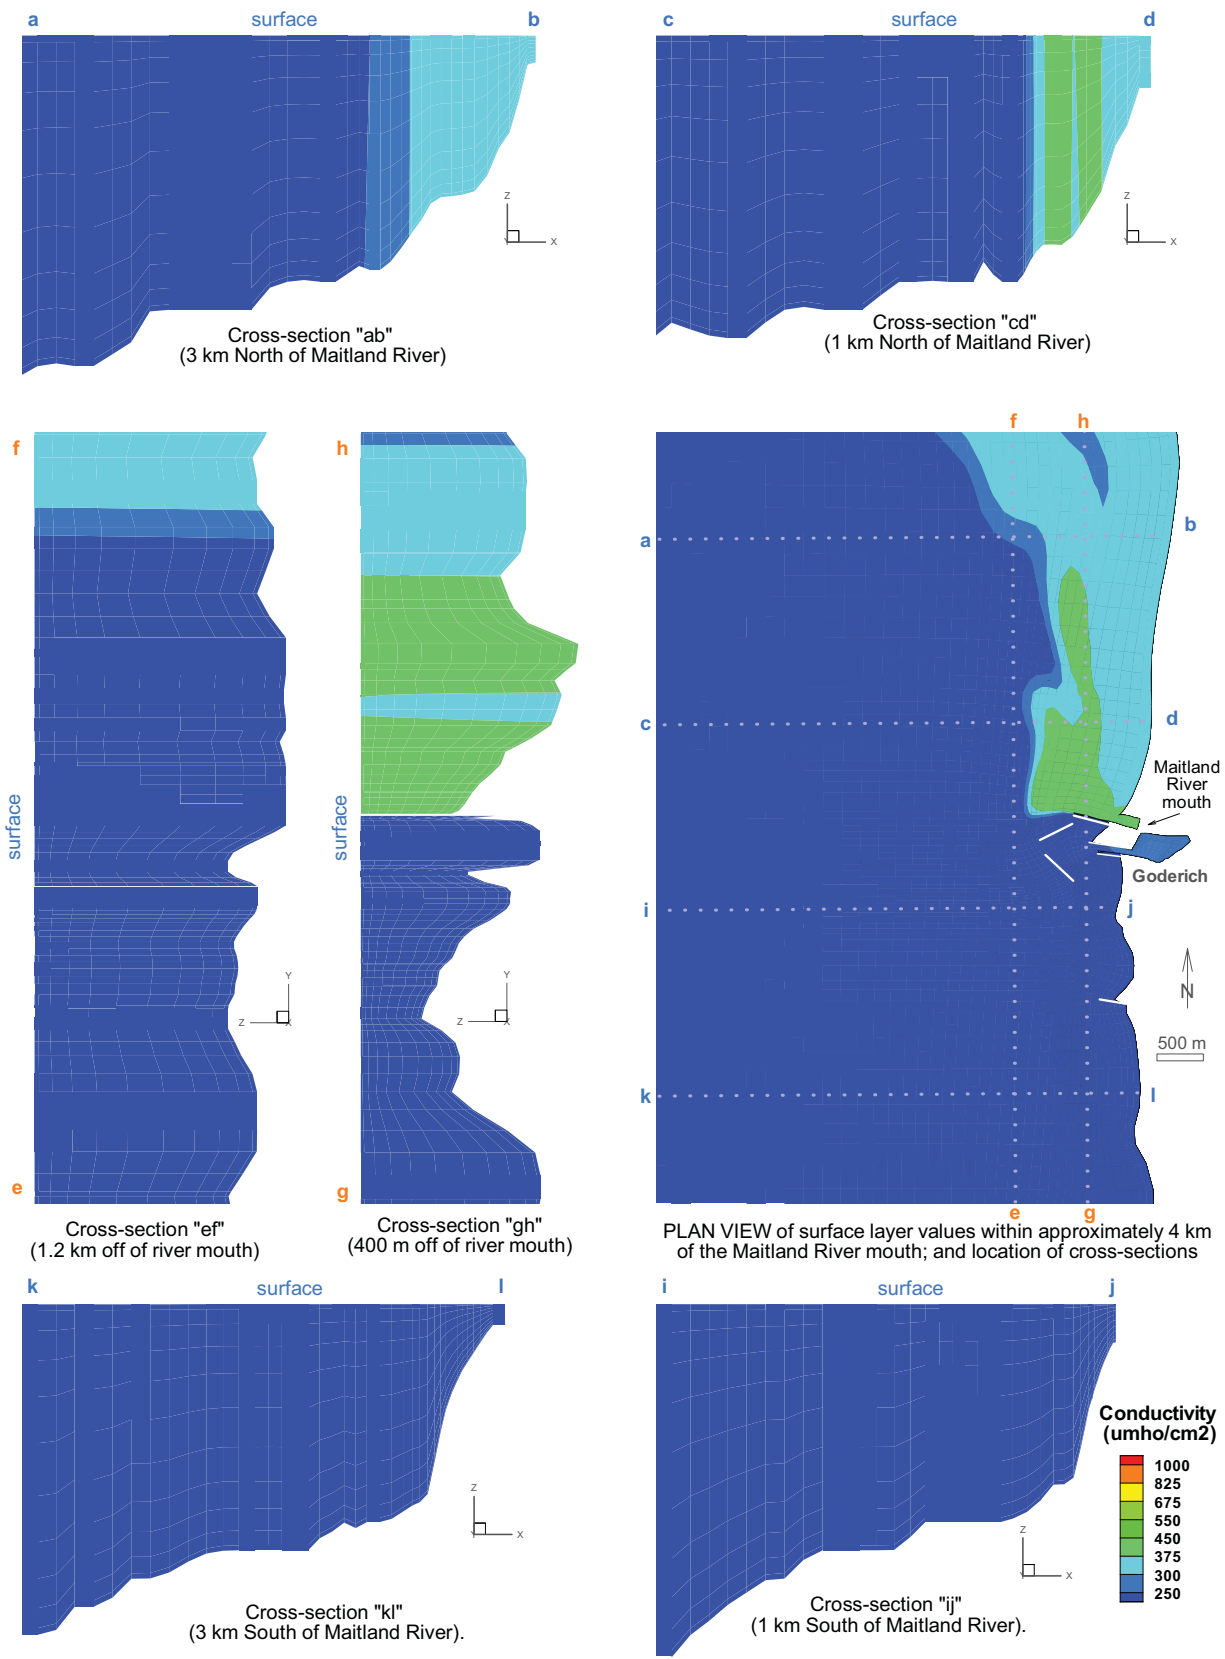 a surface b
c surface d
Z
X
Z
X
Cross-section "ab"
(3 km North of Maitland River)
Cross-section "cd"
(1 km North of Maitland River)
f
h
surface
surface
Y
Z
X
Y
Z
X
e
g
Cross-section "ef"
(1.2 km off of river mouth)
Cross-section "gh"
(400 m off of river mouth)
f h
a
b
c
d
Maitland
River
mouth
Goderich
i
j
N
500 m
k
l
e g
PLAN VIEW of surface layer values within approximately 4 km
of the Maitland River mouth; and location of cross-sections
k surface l
i surface j
Z
X
Cross-section "kl"
(3 km South of Maitland River).
Z
X
Cross-section "ij"
(1 km South of Maitland River).
Conductivity
(umho/cm2)
1000
825
675
550
450
375
300
250